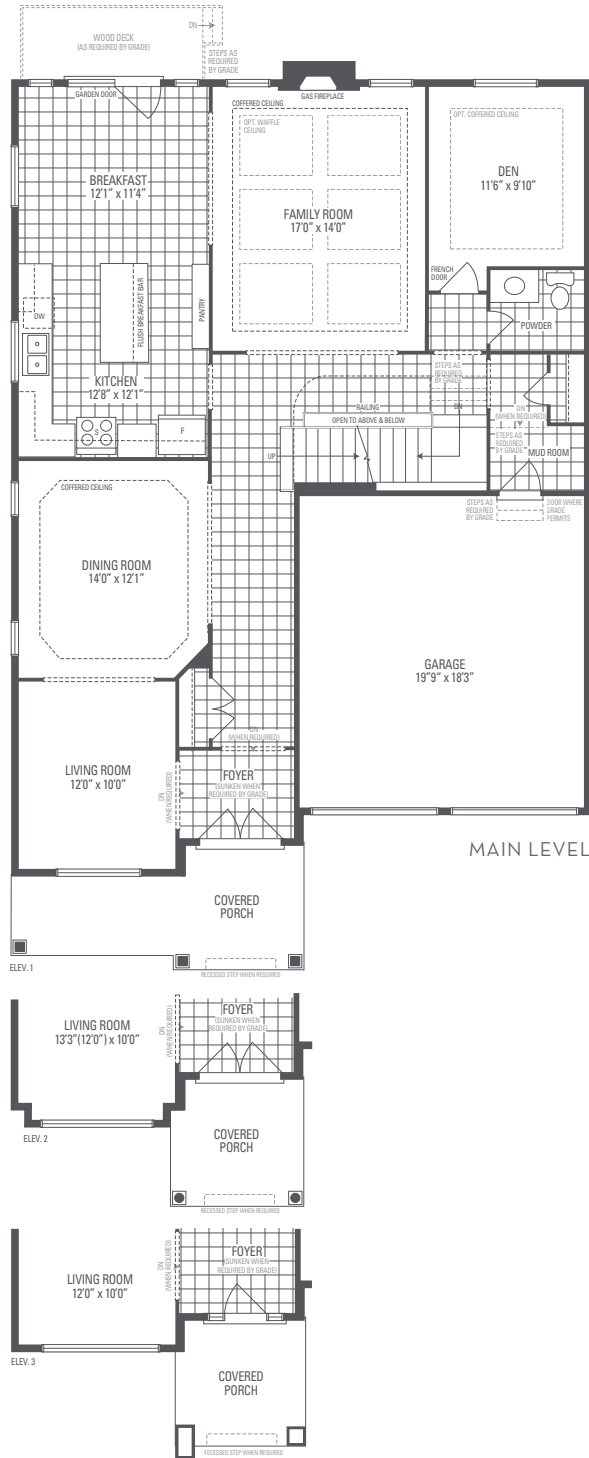 WOOD DECK
(AS REQUIRED BY GRADE)
DN
STEPS AS
REQUIRED
BY GRADE
GARDEN DOOR
GAS FIREPLACE
COFFERED CEILING
OPT. WAFFLE
CEILING
OPT. COFFERED CEILING
BREAKFAST
12'1" x 11'4"
FAMILY ROOM
17'0" x 14'0"
DEN
11'6" x 9'10"
FRENCH
DOOR
DW
FLUSH BREAKFAST BAR
PANTRY
POWDER
KITCHEN
12'8" x 12'1"
STEPS AS
REQUIRED
BY GRADE
DN
RAILING
OPEN TO ABOVE & BELOW
DN
(WHEN REQUIRED)
STEPS AS
REQUIRED
BY GRADE
MUD ROOM
S
F
UP
COFFERED CEILING
DINING ROOM
14'0" x 12'1"
STEPS AS
REQUIRED
BY GRADE
DOOR WHERE
GRADE
PERMITS
GARAGE
19'9" x 18'3"
DN
(WHEN REQUIRED)
LIVING ROOM
12'0" x 10'0"
DN
(WHEN REQUIRED)
FOYER
(SUNKEN WHEN
REQUIRED BY GRADE)
MAIN LEVEL
COVERED
PORCH
ELEV. 1
RECESSED STEP WHEN REQUIRED
LIVING ROOM
13'3"(12'0") x 10'0"
DN
(WHEN REQUIRED)
FOYER
(SUNKEN WHEN
REQUIRED BY GRADE)
ELEV. 2
COVERED
PORCH
RECESSED STEP WHEN REQUIRED
LIVING ROOM
12'0" x 10'0"
DN
(WHEN REQUIRED)
FOYER
(SUNKEN WHEN
REQUIRED BY GRADE)
ELEV. 3
COVERED
PORCH
RECESSED STEP WHEN REQUIRED